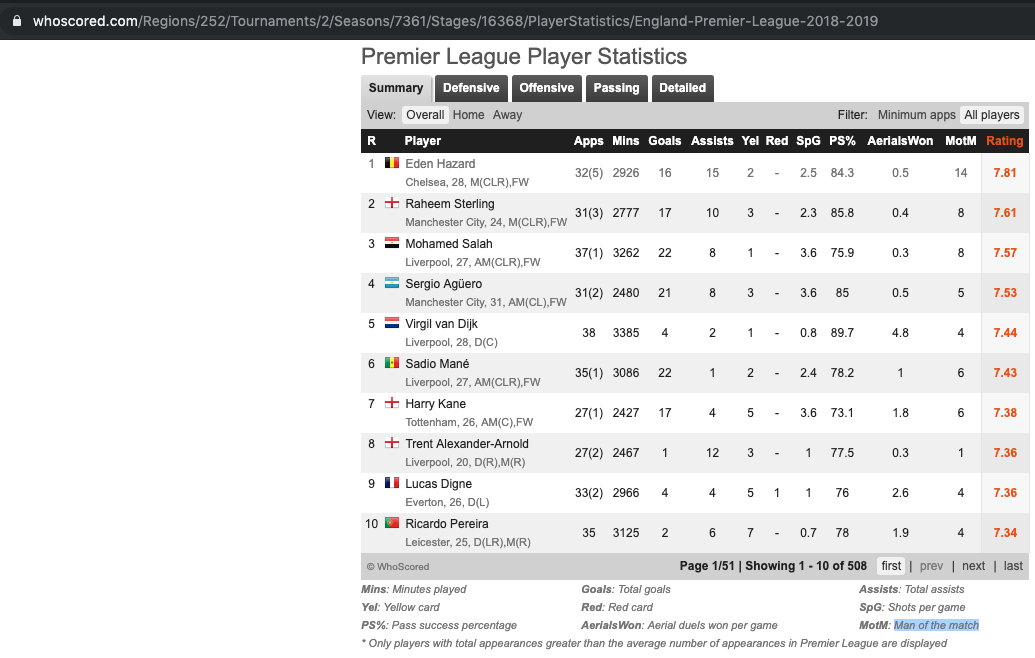 whoscored.com/Regions/252/Tournaments/2/Seasons/7361/Stages/16368/PlayerStatistics/England-Premier-League-2018-2019
Premier League Player Statistics
Summary Defensive Offensive Passing Detailed
View: Overall Home Away Filter: Minimum apps All players
R Player Apps Mins Goals Assists Yel Red SpG PS% AerialsWon MotM Rating
1 Eden Hazard 32(5) 2926 16 15 2 - 2.5 84.3 0.5 14 7.81
Chelsea, 28, M(CLR),FW
2 Raheem Sterling 31(3) 2777 17 10 3 - 2.3 85.8 0.4 8 7.61
Manchester City, 24, M(CLR),FW
3 Mohamed Salah 37(1) 3262 22 8 1 - 3.6 75.9 0.3 8 7.57
Liverpool, 27, AM(CLR),FW
4 Sergio Agüero 31(2) 2480 21 8 3 - 3.6 85 0.5 5 7.53
Manchester City, 31, AM(CL),FW
5 Virgil van Dijk 38 3385 4 2 1 - 0.8 89.7 4.8 4 7.44
Liverpool, 28, D(C)
6 Sadio Mané 35(1) 3086 22 1 2 - 2.4 78.2 1 6 7.43
Liverpool, 27, AM(CLR),FW
7 Harry Kane 27(1) 2427 17 4 5 - 3.6 73.1 1.8 6 7.38
Tottenham, 26, AM(C),FW
8 Trent Alexander-Arnold 27(2) 2467 1 12 3 - 1 77.5 0.3 1 7.36
Liverpool, 20, D(R),M(R)
9 Lucas Digne 33(2) 2966 4 4 5 1 1 76 2.6 4 7.36
Everton, 26, D(L)
10 Ricardo Pereira 35 3125 2 6 7 - 0.7 78 1.9 4 7.34
Leicester, 25, D(LR),M(R)
© WhoScored Page 1/51 | Showing 1 - 10 of 508 first | prev | next | last
Mins: Minutes played Goals: Total goals Assists: Total assists
Yel: Yellow card Red: Red card SpG: Shots per game
PS%: Pass success percentage AerialsWon: Aerial duels won per game MotM: Man of the match
* Only players with total appearances greater than the average number of appearances in Premier League are displayed